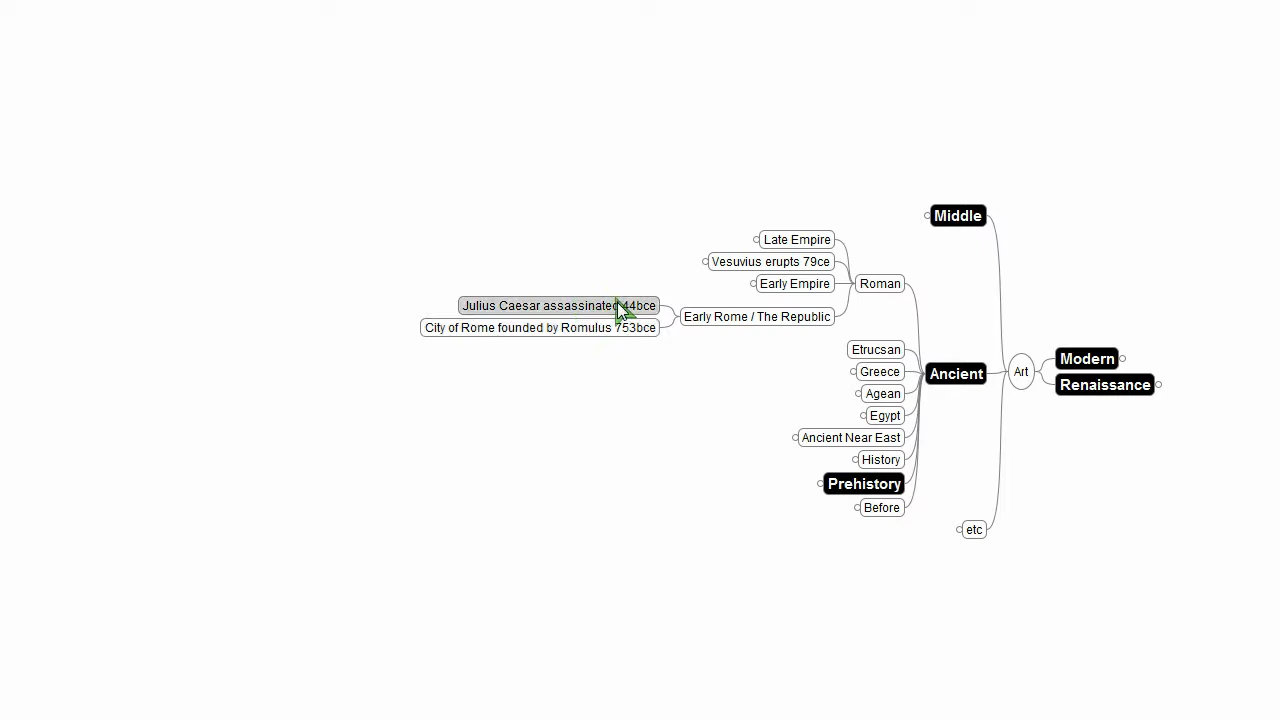 Middle
Late Empire
Vesuvius erupts 79ce
Early Empire
Roman
Julius Caesar assassinated 44bce
Early Rome / The Republic
City of Rome founded by Romulus 753bce
Etrucsan
Greece
Agean
Egypt
Ancient Near East
History
Prehistory
Before
Ancient
Art
Modern
Renaissance
etc